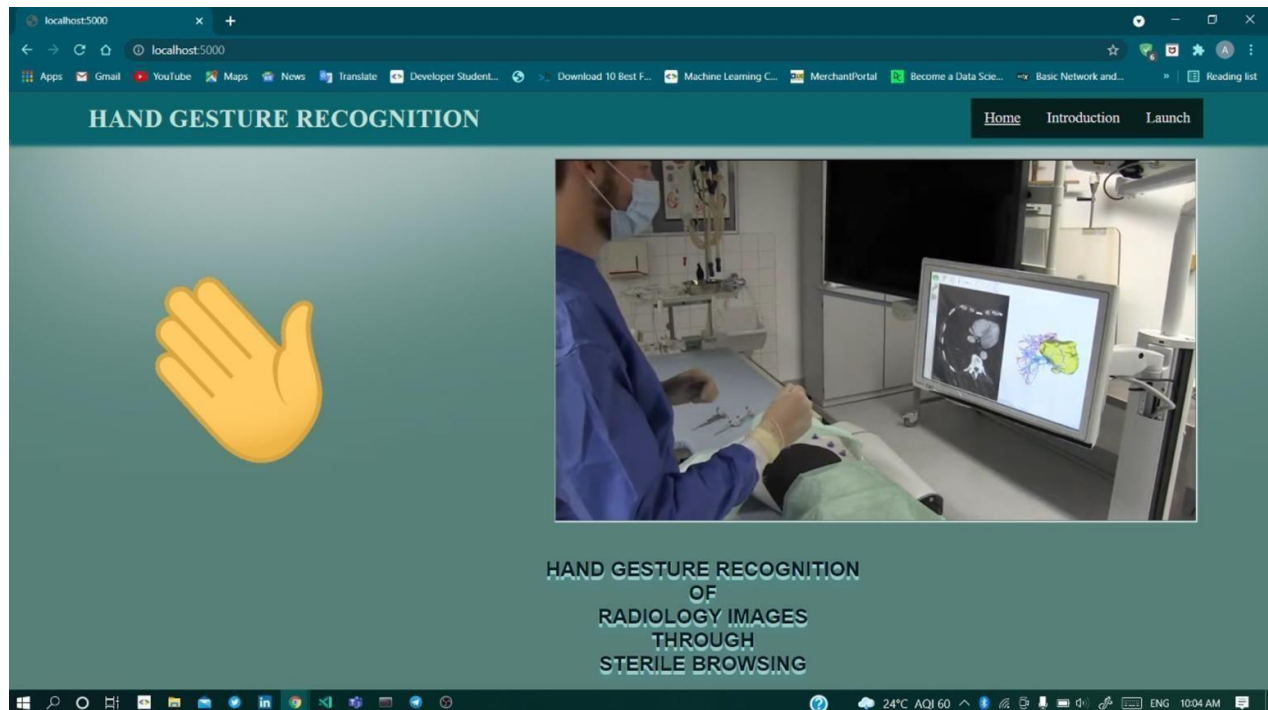 localhost:5000
localhost:5000
Apps Gmail YouTube Maps News Translate Developer Student... Download 10 Best F... Machine Learning C... MerchantPortal Become a Data Scie... Basic Network and... » Reading list
HAND GESTURE RECOGNITION
Home Introduction Launch
HAND GESTURE RECOGNITION
OF
RADIOLOGY IMAGES
THROUGH
STERILE BROWSING
24°C AQI 60 ENG 10:04 AM